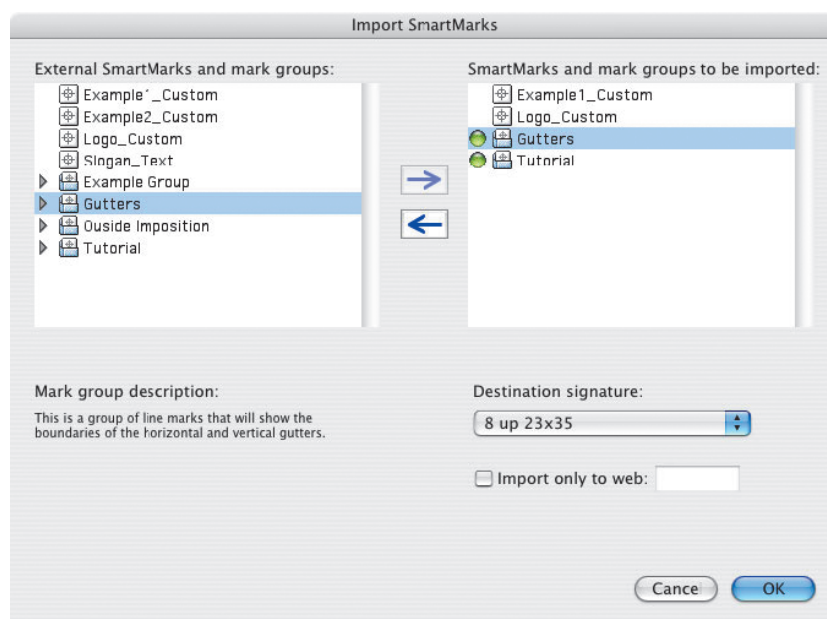 Import SmartMarks
External SmartMarks and mark groups:
Example1_Custom
Example2_Custom
Logo_Custom
Slogan_Text
Example Group
Gutters
Ouside Imposition
Tutorial
SmartMarks and mark groups to be imported:
Example1_Custom
Logo_Custom
Gutters
Tutorial
Mark group description:
This is a group of line marks that will show the
boundaries of the horizontal and vertical gutters.
Destination signature:
8 up 23x35
Import only to web:
Cancel
OK